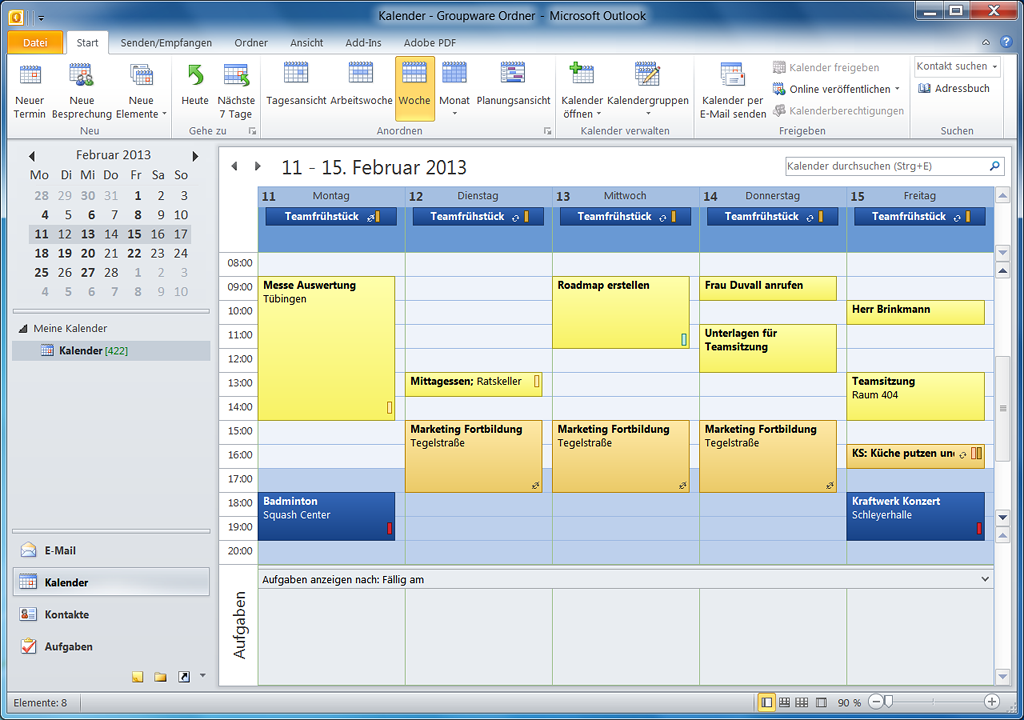 Kalender - Groupware Ordner - Microsoft Outlook
Datei Start Senden/Empfangen Ordner Ansicht Add-Ins Adobe PDF
Neuer Termin
Neue Besprechung
Neue Elemente
Neu
Heute
Nächste 7 Tage
Gehe zu
Tagesansicht
Arbeitswoche
Woche
Monat
Planungsansicht
Anordnen
Kalender öffnen
Kalendergruppen
Kalender verwalten
Kalender per E-Mail senden
Kalender freigeben
Online veröffentlichen
Kalenderberechtigungen
Freigeben
Kontakt suchen
Adressbuch
Suchen
Februar 2013
Mo Di Mi Do Fr Sa So
28 29 30 31 1 2 3
4 5 6 7 8 9 10
11 12 13 14 15 16 17
18 19 20 21 22 23 24
25 26 27 28 1 2 3
4 5 6 7 8 9 10
Meine Kalender
Kalender [422]
E-Mail
Kalender
Kontakte
Aufgaben
11 - 15. Februar 2013
Kalender durchsuchen (Strg+E)
11 Montag 12 Dienstag 13 Mittwoch 14 Donnerstag 15 Freitag
Teamfrühstück Teamfrühstück Teamfrühstück Teamfrühstück Teamfrühstück
08:00
09:00
10:00
11:00
12:00
13:00
14:00
15:00
16:00
17:00
18:00
19:00
20:00
Messe Auswertung
Tübingen
Badminton
Squash Center
Mittagessen; Ratskeller
Marketing Fortbildung
Tegelstraße
Roadmap erstellen
Marketing Fortbildung
Tegelstraße
Frau Duvall anrufen
Unterlagen für
Teamsitzung
Marketing Fortbildung
Tegelstraße
Herr Brinkmann
Teamsitzung
Raum 404
KS: Küche putzen und
Kraftwerk Konzert
Schleyerhalle
Aufgaben anzeigen nach: Fällig am
Aufgaben
Elemente: 8
90 %